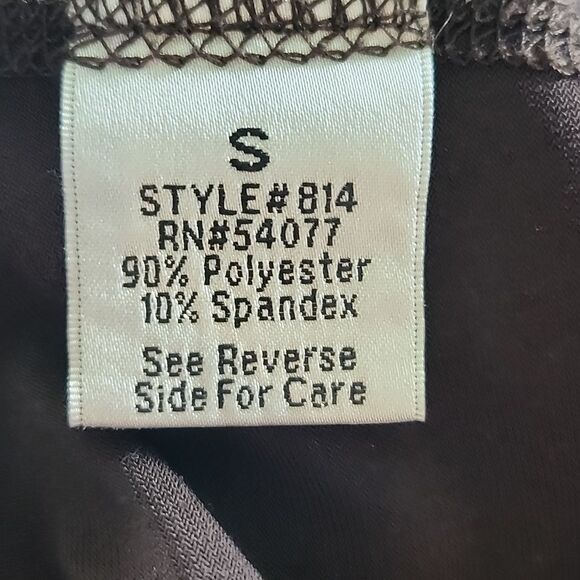 S
STYLE# 814
RN#54077
90% Polyester
10% Spandex
See Reverse
Side For Care